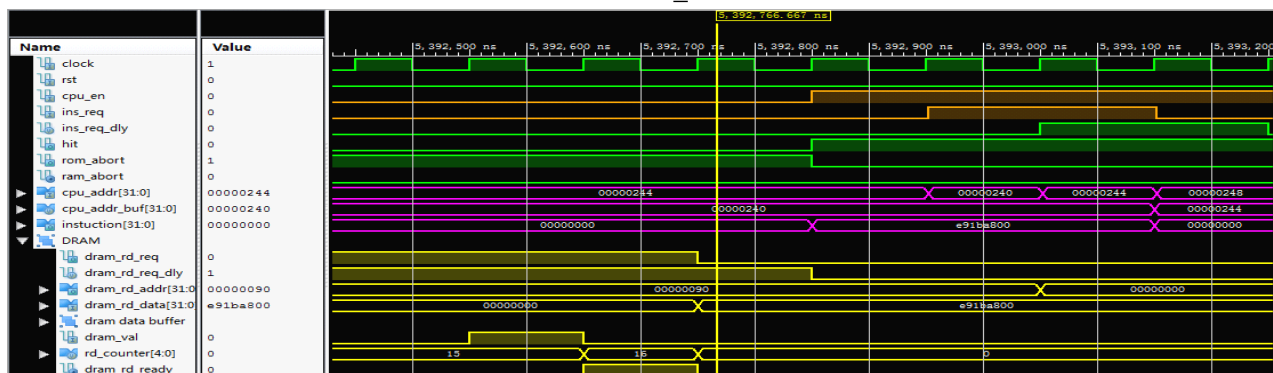 5,392,766.667 ns
Name Value 5,392,500 ns 5,392,600 ns 5,392,700 ns 5,392,800 ns 5,392,900 ns 5,393,000 ns 5,393,100 ns 5,393,200
clock 1
rst 0
cpu_en 0
ins_req 0
ins_req_dly 0
hit 0
rom_abort 1
ram_abort 0
cpu_addr[31:0] 00000244 00000244 00000240 00000244 00000248
cpu_addr_buf[31:0] 00000240 00000240 00000244
instuction[31:0] 00000000 00000000 e91ba800 00000000
DRAM
dram_rd_req 0
dram_rd_req_dly 1
dram_rd_addr[31:0 00000090 00000090 00000000
dram_rd_data[31:0 e91ba800 00000000 e91ba800
dram data buffer
dram_val 0
rd_counter[4:0] 0 15 16 0
dram_rd_ready 0